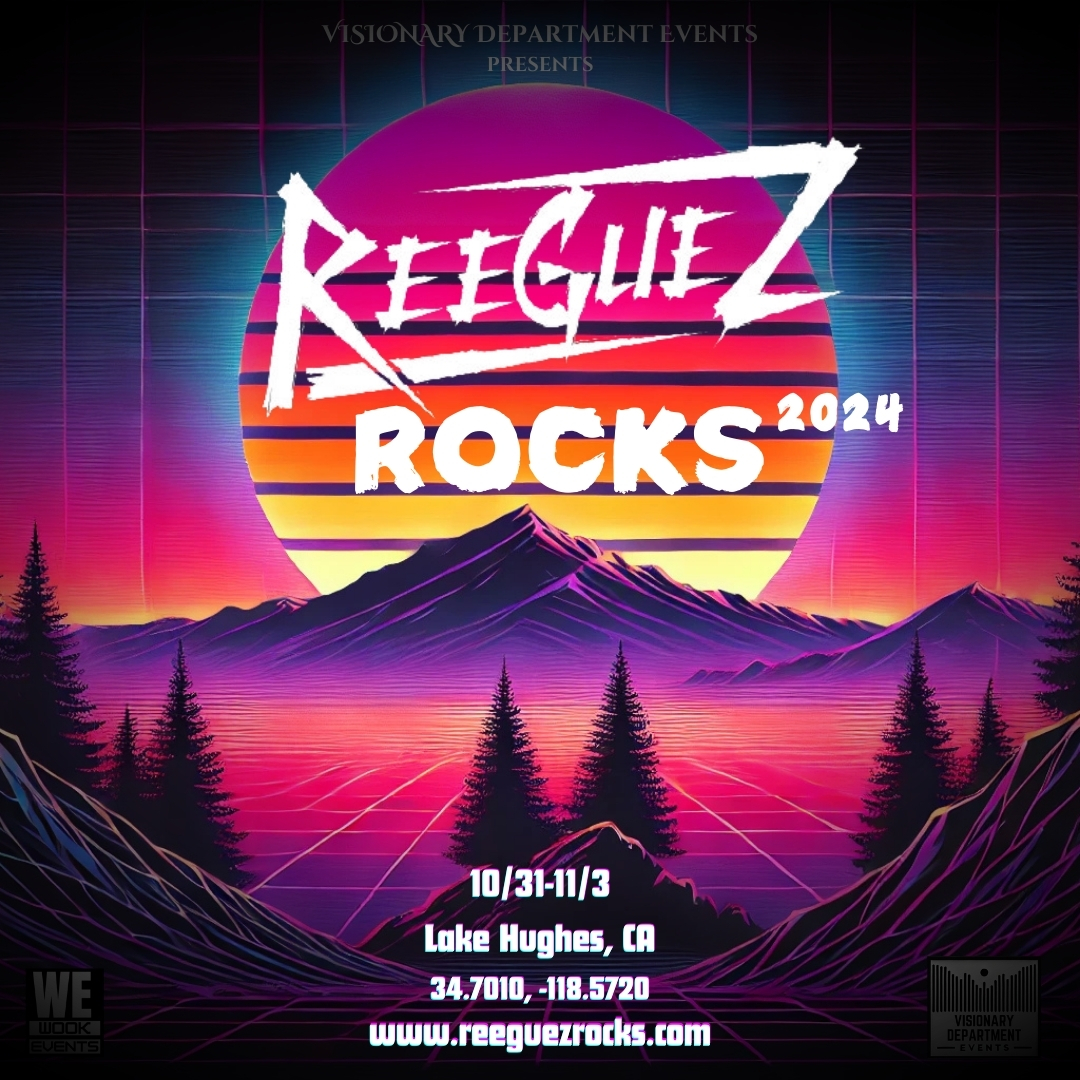 VISIONARY DEPARTMENT EVENTS
PRESENTS
REEGUEZ
ROCKS 2024
10/31-11/3
Lake Hughes, CA
34.7010, -118.5720
www.reeguezrocks.com
WE
WOOK
EVENTS
VISIONARY
DEPARTMENT
EVENTS